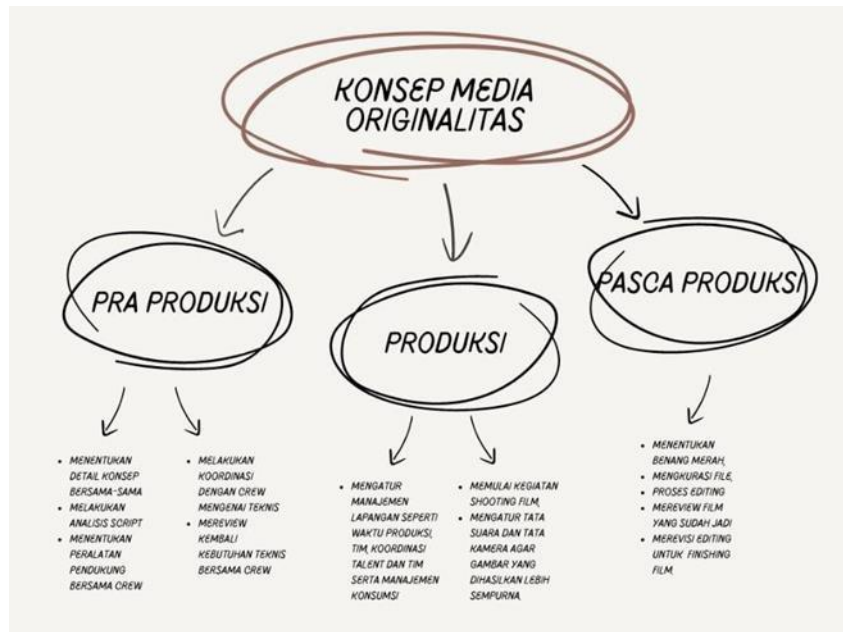 KONSEP MEDIA
ORIGINALITAS
PRA PRODUKSI
PRODUKSI
PASCA PRODUKSI
• MENENTUKAN
DETAIL KONSEP
BERSAMA-SAMA
• MELAKUKAN
ANALISIS SCRIPT
• MENENTUKAN
PERALATAN
PENDUKUNG
BERSAMA CREW
• MELAKUKAN
KOORDINASI
DENGAN CREW
MENGENAI TEKNIS
• MEREVIEW
KEMBALI
KEBUTUHAN TEKNIS
BERSAMA CREW
• MENGATUR
MANAJEMEN
LAPANGAN SEPERTI
WAKTU PRODUKSI,
TIM, KOORDINASI
TALENT DAN TIM
SERTA MANAJEMEN
KONSUMSI
• MEMULAI KEGIATAN
SHOOTING FILM,
• MENGATUR TATA
SUARA DAN TATA
KAMERA AGAR
GAMBAR YANG
DIHASILKAN LEBIH
SEMPURNA.
• MENENTUKAN
BENANG MERAH,
• MENGKURASI FILE,
• PROSES EDITING
• MEREVIEW FILM
YANG SUDAH JADI
• MEREVISI EDITING
UNTUK FINISHING
FILM.